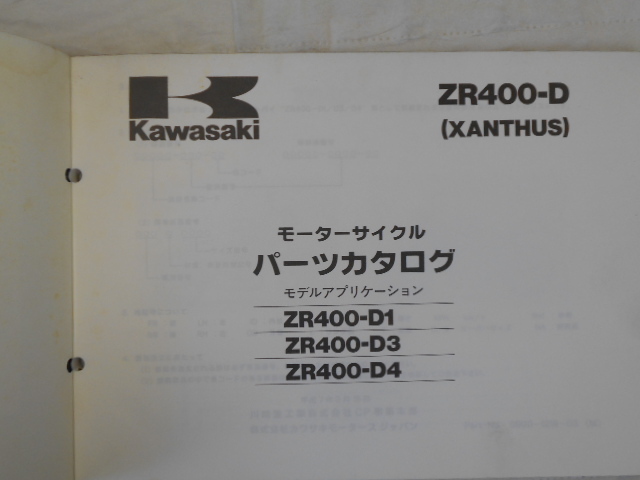 Kawasaki
ZR400-D
(XANTHUS)
モーターサイクル
パーツカタログ
モデルアプリケーション
ZR400-D1
ZR400-D3
ZR400-D4